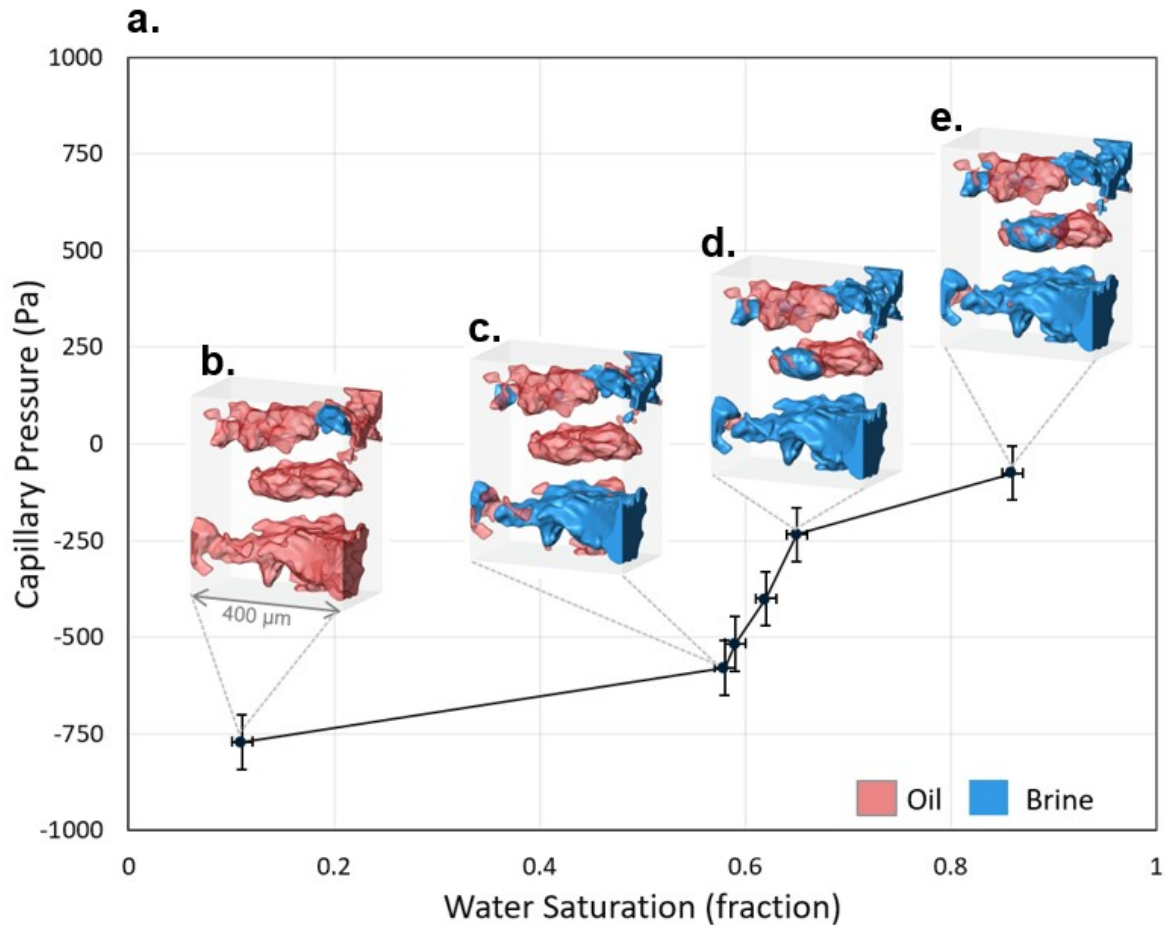 a.
1000
750
500
250
0
-250
-500
-750
-1000
Capillary Pressure (Pa)
b.
c.
d.
e.
400 µm
Oil
Brine
0
0.2
0.4
0.6
0.8
1
Water Saturation (fraction)